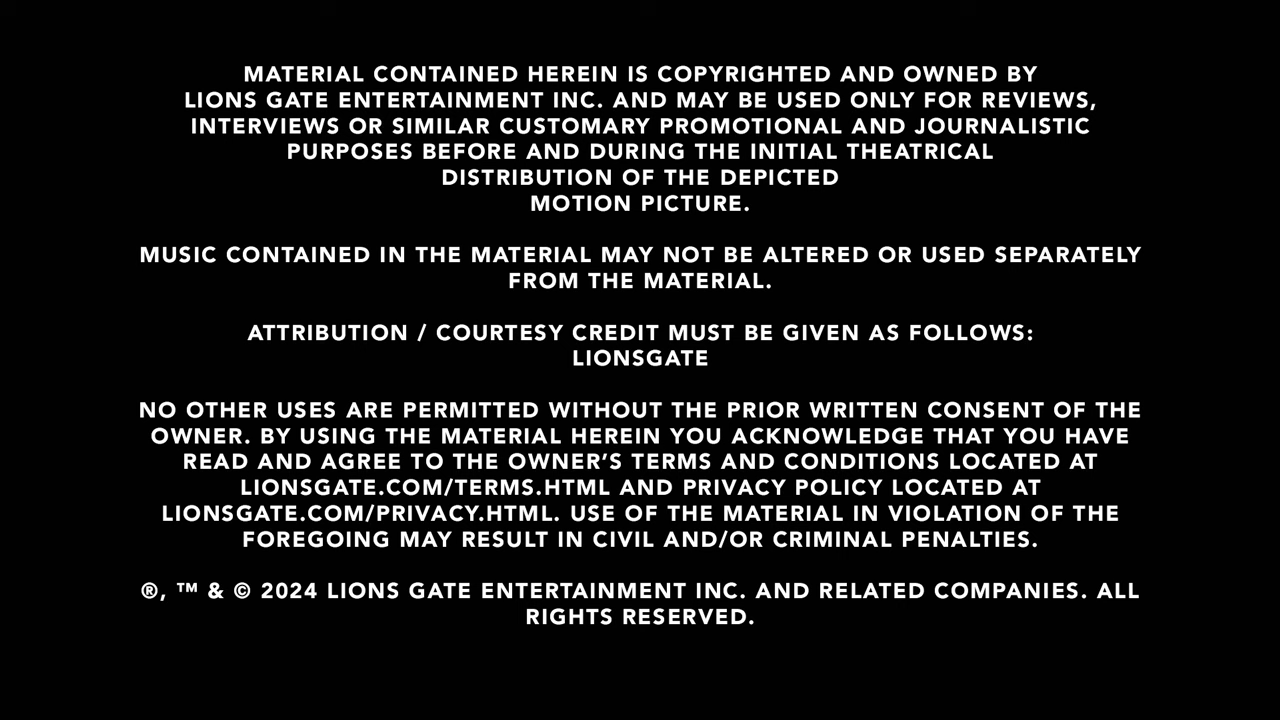 MATERIAL CONTAINED HEREIN IS COPYRIGHTED AND OWNED BY
LIONS GATE ENTERTAINMENT INC. AND MAY BE USED ONLY FOR REVIEWS,
INTERVIEWS OR SIMILAR CUSTOMARY PROMOTIONAL AND JOURNALISTIC
PURPOSES BEFORE AND DURING THE INITIAL THEATRICAL
DISTRIBUTION OF THE DEPICTED
MOTION PICTURE.
MUSIC CONTAINED IN THE MATERIAL MAY NOT BE ALTERED OR USED SEPARATELY
FROM THE MATERIAL.
ATTRIBUTION / COURTESY CREDIT MUST BE GIVEN AS FOLLOWS:
LIONSGATE
NO OTHER USES ARE PERMITTED WITHOUT THE PRIOR WRITTEN CONSENT OF THE
OWNER. BY USING THE MATERIAL HEREIN YOU ACKNOWLEDGE THAT YOU HAVE
READ AND AGREE TO THE OWNER’S TERMS AND CONDITIONS LOCATED AT
LIONSGATE.COM/TERMS.HTML AND PRIVACY POLICY LOCATED AT
LIONSGATE.COM/PRIVACY.HTML. USE OF THE MATERIAL IN VIOLATION OF THE
FOREGOING MAY RESULT IN CIVIL AND/OR CRIMINAL PENALTIES.
®, ™ & © 2024 LIONS GATE ENTERTAINMENT INC. AND RELATED COMPANIES. ALL
RIGHTS RESERVED.